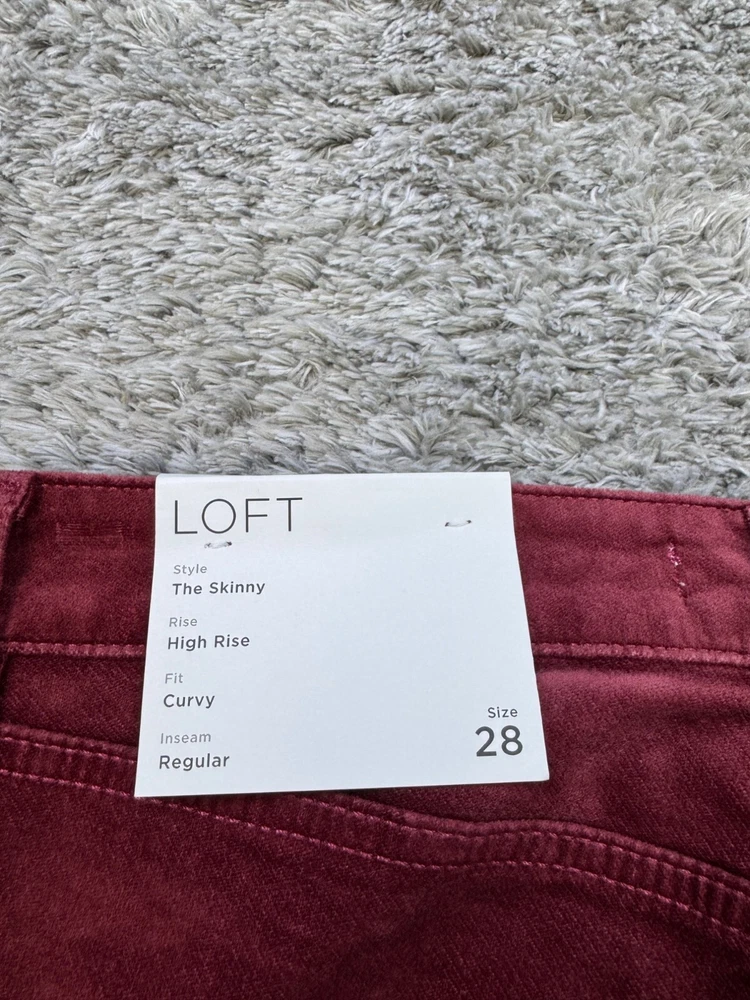 LOFT
Style
The Skinny
Rise
High Rise
Fit
Curvy
Inseam
Regular
Size
28